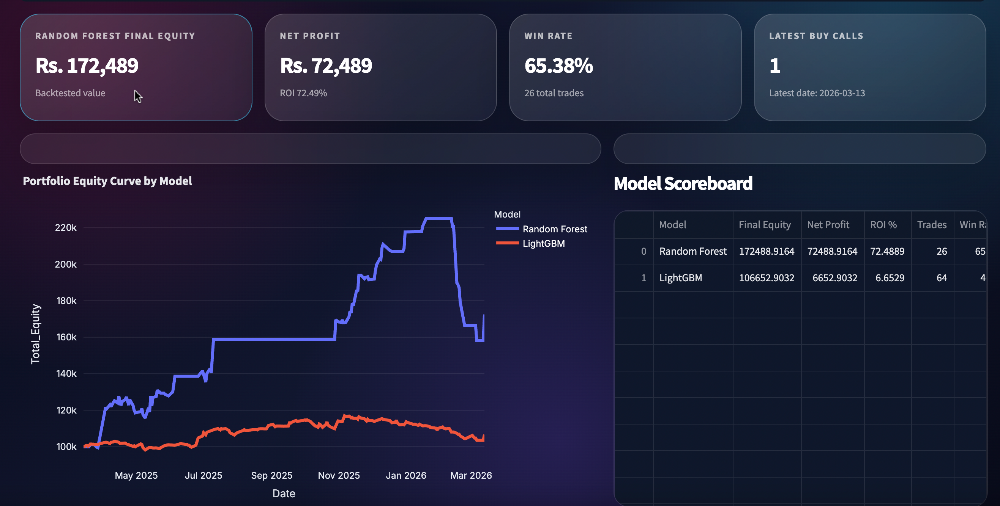 RANDOM FOREST FINAL EQUITY
Rs. 172,489
Backtested value
NET PROFIT
Rs. 72,489
ROI 72.49%
WIN RATE
65.38%
26 total trades
LATEST BUY CALLS
1
Latest date: 2026-03-13
Portfolio Equity Curve by Model
Model
Random Forest
LightGBM
Total_Equity
220k
200k
180k
160k
140k
120k
100k
May 2025 Jul 2025 Sep 2025 Nov 2025 Jan 2026 Mar 2026
Date
Model Scoreboard
Model Final Equity Net Profit ROI % Trades Win
0 Random Forest 172488.9164 72488.9164 72.4889 26 65
1 LightGBM 106652.9032 6652.9032 6.6529 64